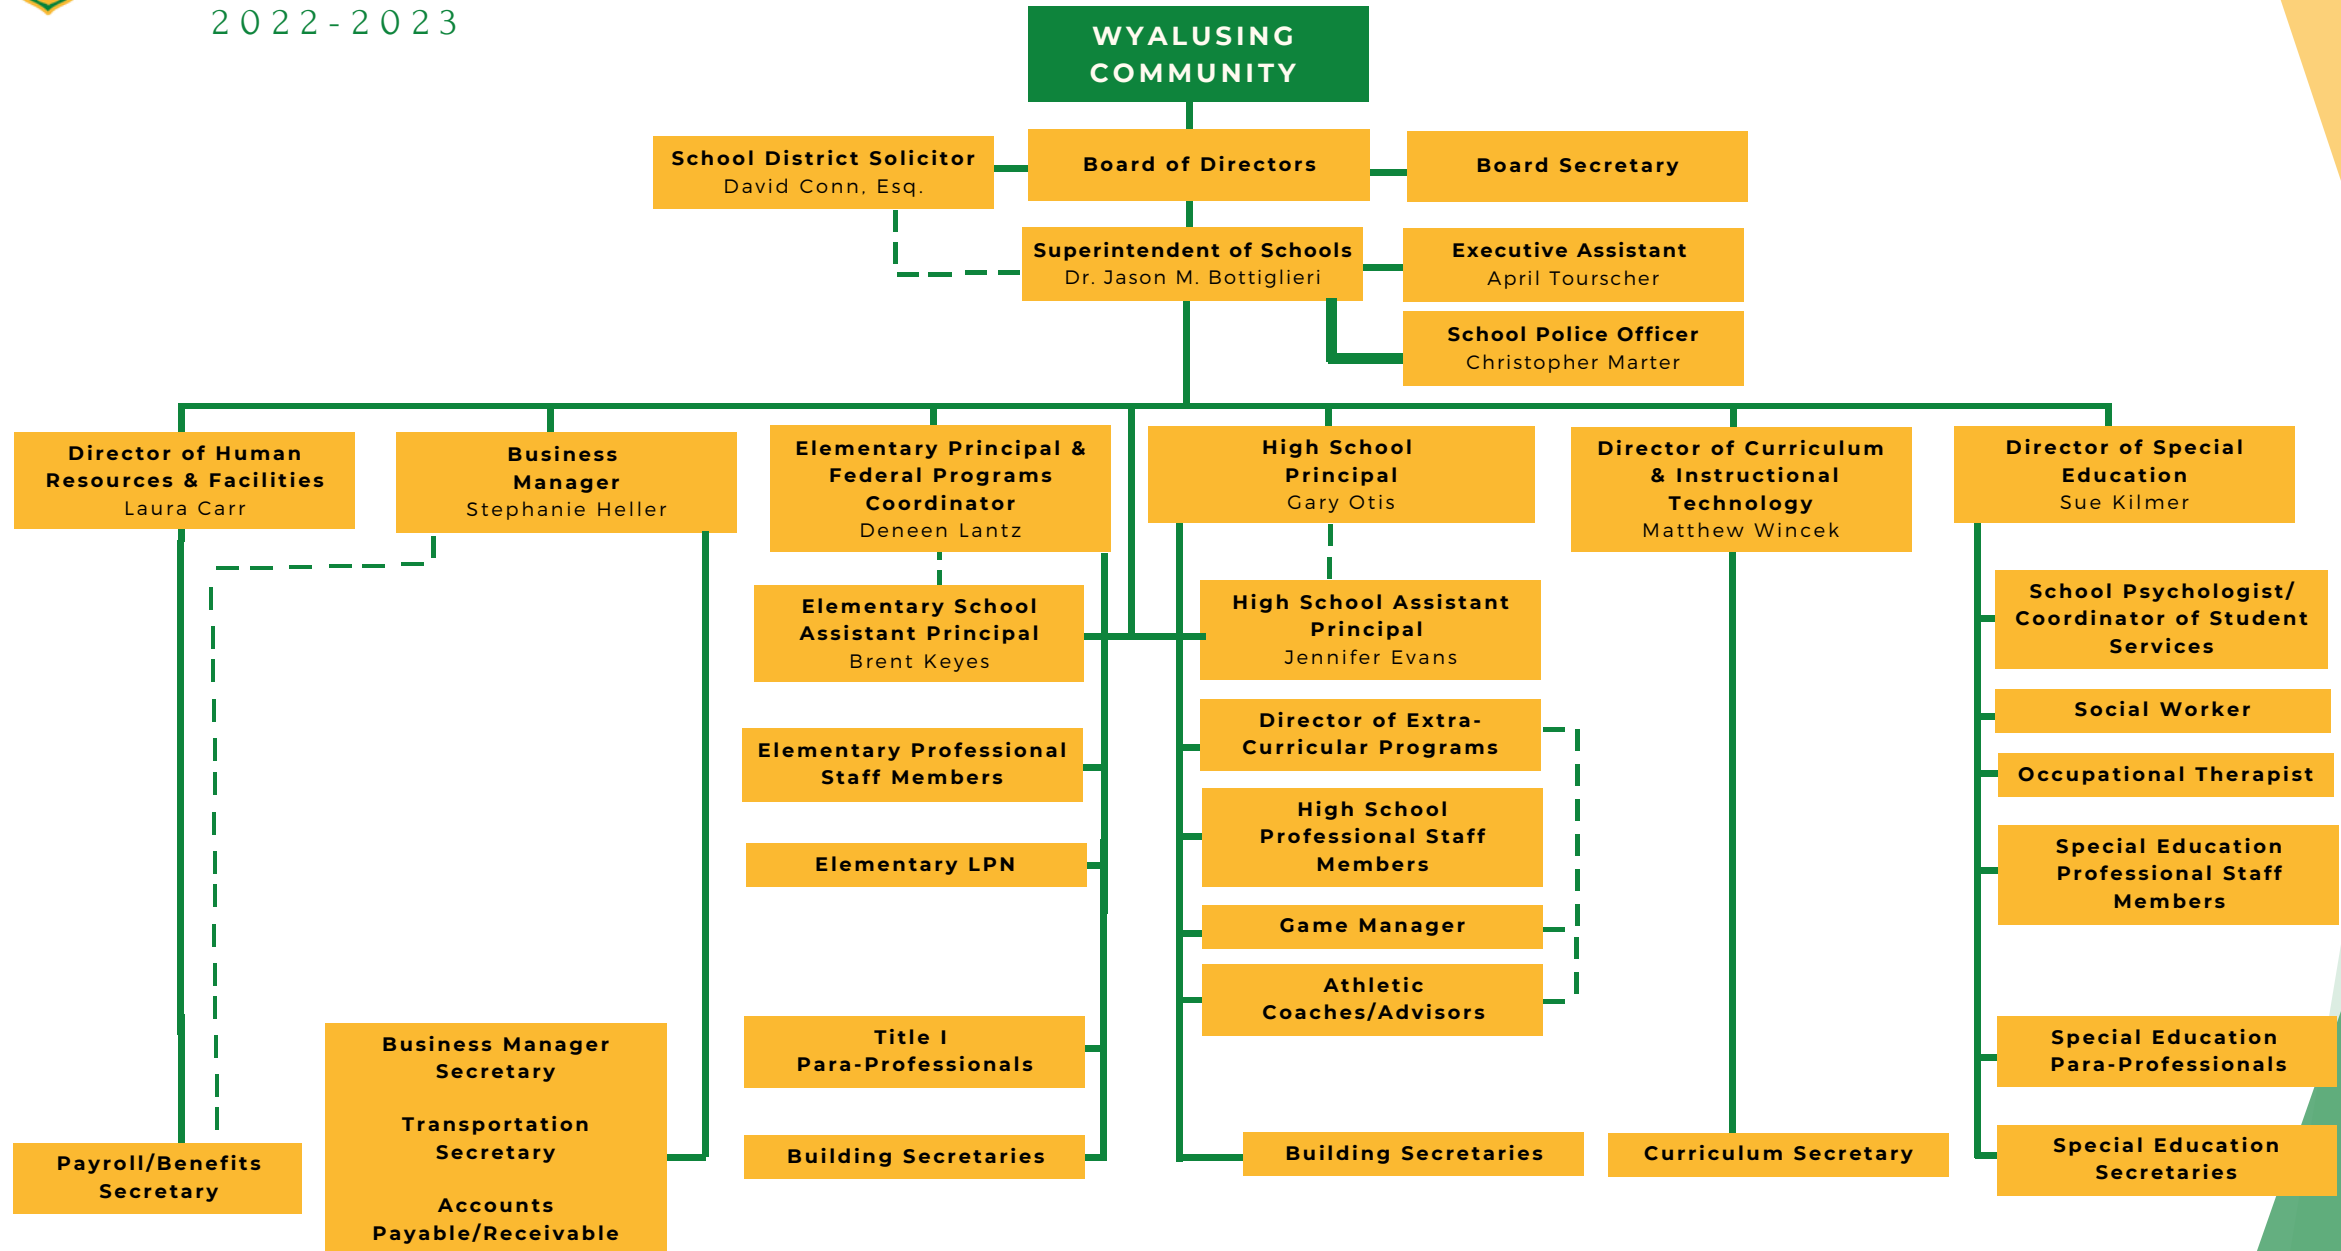 2022-2023
WYALUSING
COMMUNITY
School District Solicitor
David Conn, Esq.
Board of Directors
Board Secretary
Superintendent of Schools
Dr. Jason M. Bottiglieri
Executive Assistant
April Tourscher
School Police Officer
Christopher Marter
Director of Human
Resources & Facilities
Laura Carr
Business
Manager
Stephanie Heller
Elementary Principal &
Federal Programs
Coordinator
Deneen Lantz
High School
Principal
Gary Otis
Director of Curriculum
& Instructional
Technology
Matthew Wincek
Director of Special
Education
Sue Kilmer
Elementary School
Assistant Principal
Brent Keyes
High School Assistant
Principal
Jennifer Evans
School Psychologist/
Coordinator of Student
Services
Elementary Professional
Staff Members
Director of Extra-
Curricular Programs
Social Worker
Occupational Therapist
Elementary LPN
High School
Professional Staff
Members
Special Education
Professional Staff
Members
Game Manager
Athletic
Coaches/Advisors
Title I
Para-Professionals
Special Education
Para-Professionals
Payroll/Benefits
Secretary
Business Manager
Secretary
Transportation
Secretary
Accounts
Payable/Receivable
Building Secretaries
Building Secretaries
Curriculum Secretary
Special Education
Secretaries